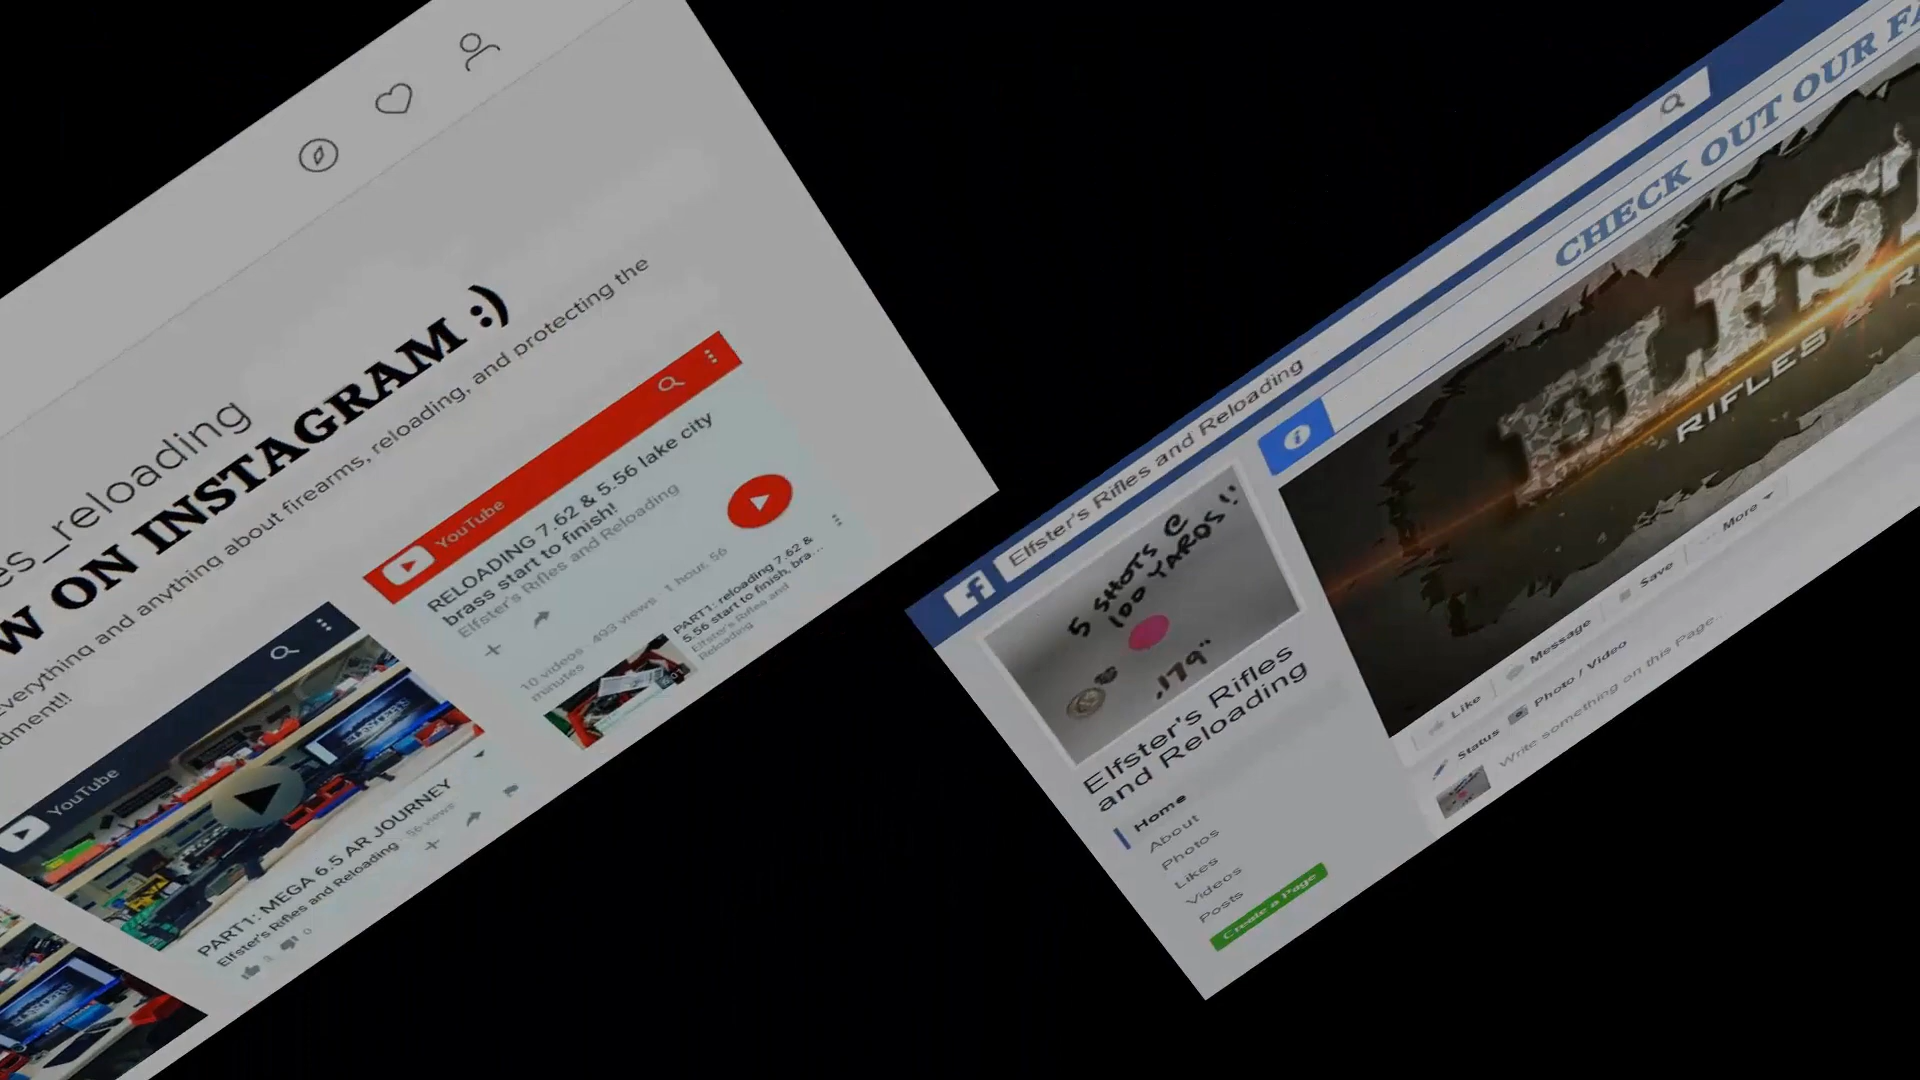 ON INSTAGRAM :)
everything and anything about firearms, reloading, and protecting the
YouTube
RELOADING 7.62 & 5.56 lake city
brass start to finish!
Elfster's Rifles and Reloading
10 videos · 493 views · 1 hour, 56
minutes
PART1: reloading 7.62 &
5.56 start to finish, bra...
Elfster's Rifles and
Reloading
YouTube
PART1: MEGA 6.5 AR JOURNEY
Elfster's Rifles and Reloading · 56 views
Elfster's Rifles and Reloading
CHECK OUT OUR
5 SHOTS @
100 YARDS!!
.179"
Elfster's Rifles
and Reloading
Home
About
Photos
Likes
Videos
Posts
Create a Page
RIFLES &
Like
Message
Save
More
Status
Photo / Video
Write something on this Page...